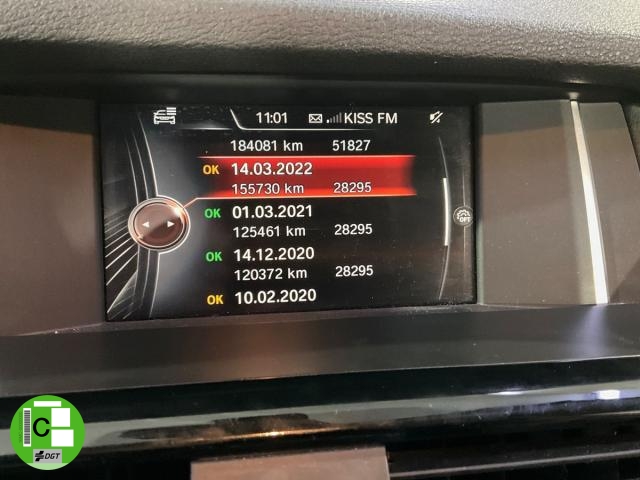 11:01 KISS FM
184081 km 51827
OK 14.03.2022
155730 km 28295
OK 01.03.2021
125461 km 28295
OK 14.12.2020
120372 km 28295
OK 10.02.2020
OFF
C
DGT